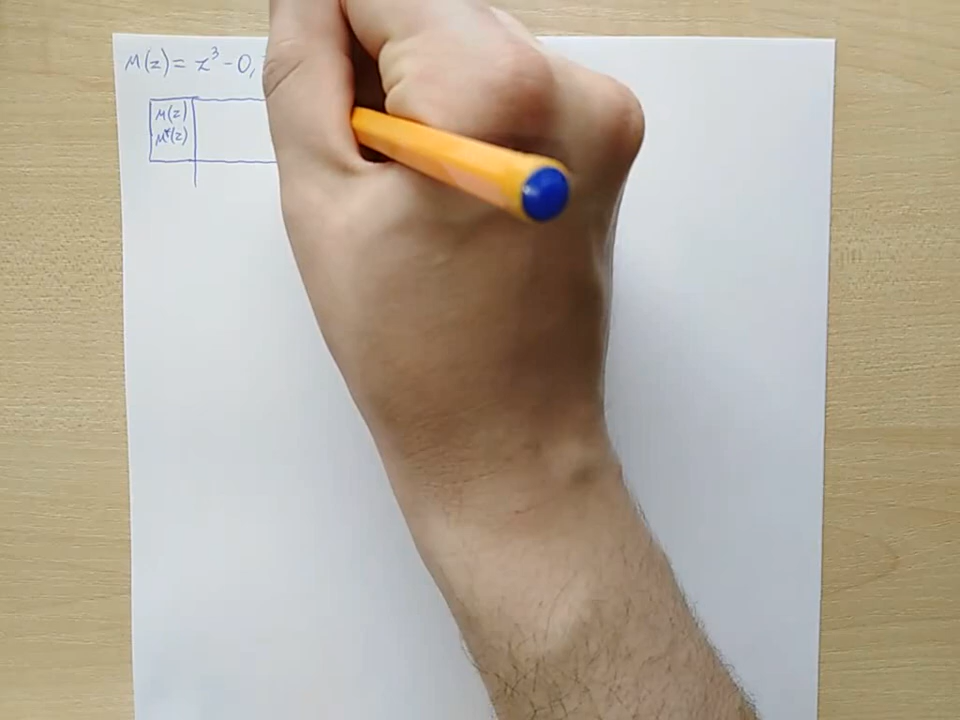 M(z) = z³ - 0,
M(z)
M*(z)